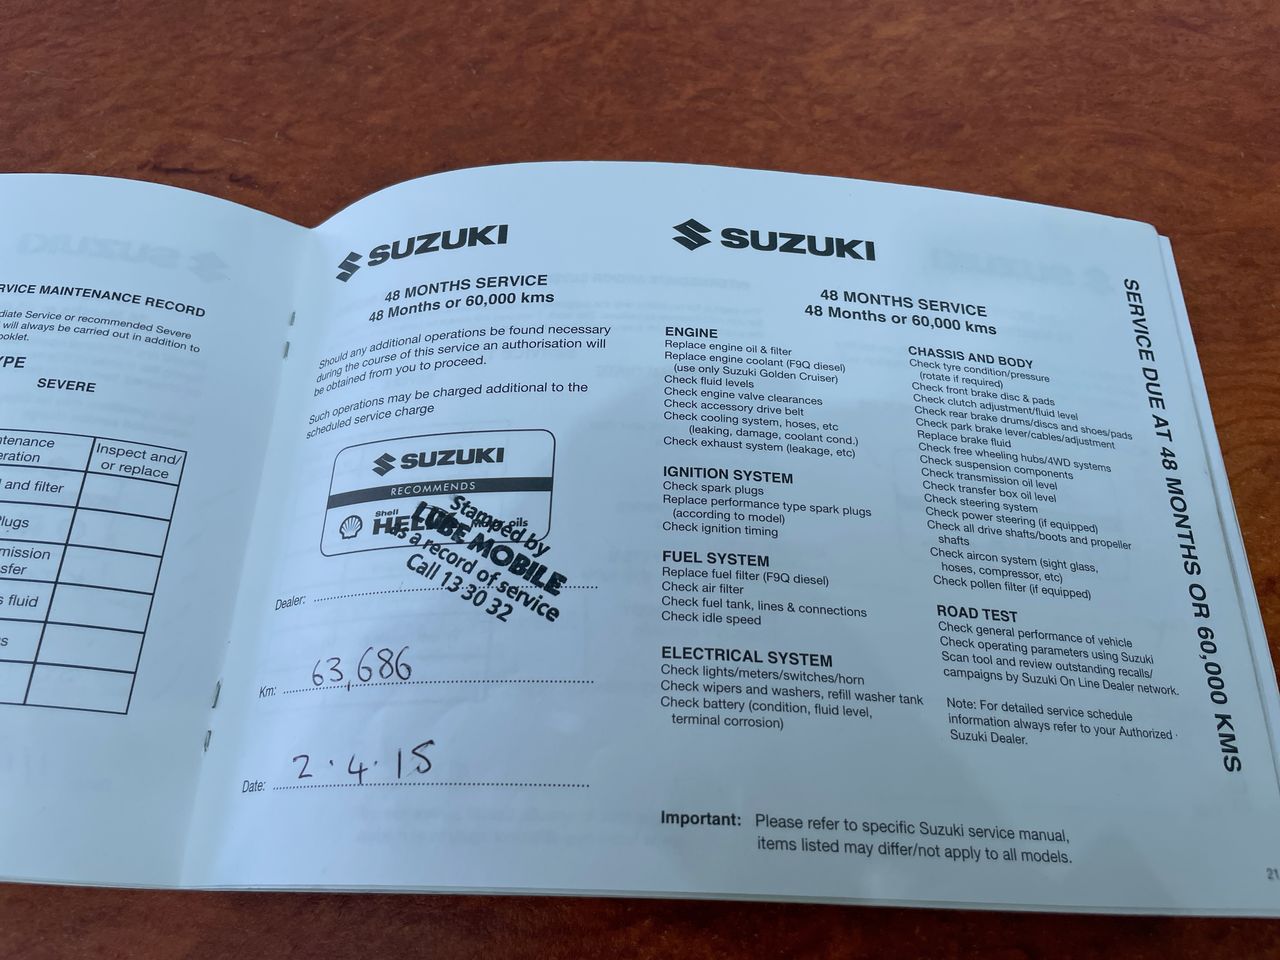 RVICE MAINTENANCE RECORD
diate Service or recommended Severe
will always be carried out in addition to
ooklet.
YPE
SEVERE
ntenance
eration
Inspect and/
or replace
l and filter
Plugs
mission
sfer
s fluid
s
SUZUKI
48 MONTHS SERVICE
48 Months or 60,000 kms
Should any additional operations be found necessary
during the course of this service an authorisation will
be obtained from you to proceed.
Such operations may be charged additional to the
scheduled service charge
SUZUKI
RECOMMENDS
Shell
oils
Stamped by
LUBE MOBILE
as a record of service
Call 13 30 32
Dealer:
Km: 63,686
Date: 2.4.15
SUZUKI
48 MONTHS SERVICE
48 Months or 60,000 kms
ENGINE
Replace engine oil & filter
Replace engine coolant (F9Q diesel)
(use only Suzuki Golden Cruiser)
Check fluid levels
Check engine valve clearances
Check accessory drive belt
Check cooling system, hoses, etc
(leaking, damage, coolant cond.)
Check exhaust system (leakage, etc)
IGNITION SYSTEM
Check spark plugs
Replace performance type spark plugs
(according to model)
Check ignition timing
FUEL SYSTEM
Replace fuel filter (F9Q diesel)
Check air filter
Check fuel tank, lines & connections
Check idle speed
ELECTRICAL SYSTEM
Check lights/meters/switches/horn
Check wipers and washers, refill washer tank
Check battery (condition, fluid level,
terminal corrosion)
CHASSIS AND BODY
Check tyre condition/pressure
(rotate if required)
Check front brake disc & pads
Check clutch adjustment/fluid level
Check rear brake drums/discs and shoes/pads
Check park brake lever/cables/adjustment
Replace brake fluid
Check free wheeling hubs/4WD systems
Check suspension components
Check transmission oil level
Check transfer box oil level
Check steering system
Check power steering (if equipped)
Check all drive shafts/boots and propeller
shafts
Check aircon system (sight glass,
hoses, compressor, etc)
Check pollen filter (if equipped)
ROAD TEST
Check general performance of vehicle
Check operating parameters using Suzuki
Scan tool and review outstanding recalls/
campaigns by Suzuki On Line Dealer network.
Note: For detailed service schedule
information always refer to your Authorized
Suzuki Dealer.
Important: Please refer to specific Suzuki service manual,
items listed may differ/not apply to all models.
SERVICE DUE AT 48 MONTHS OR 60,000 KMS
21